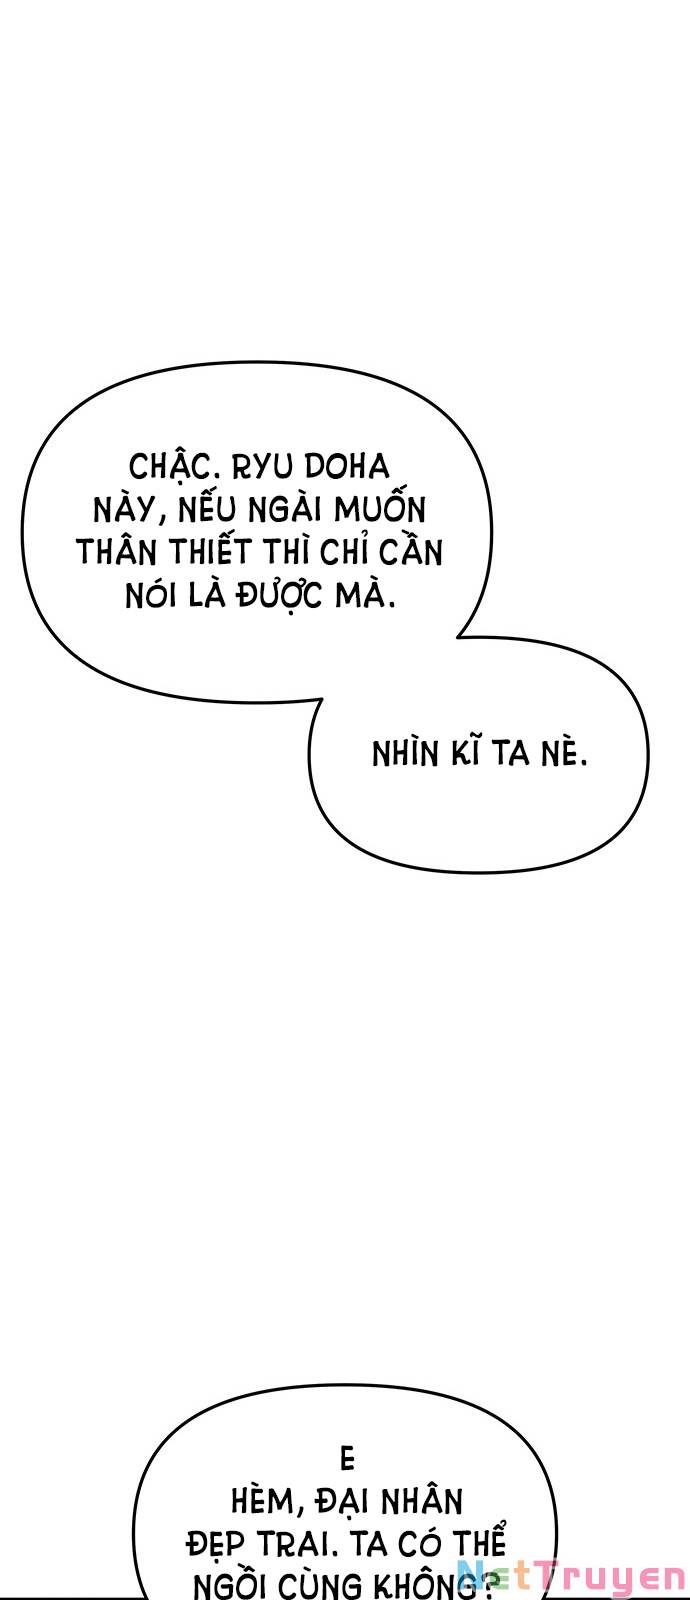 CHẬC. RYU DOHA
NÀY, NẾU NGÀI MUỐN
THÂN THIẾT THÌ CHỈ CẦN
NÓI LÀ ĐƯỢC MÀ.
NHÌN KĨ TA NÈ.
E
HÈM, ĐẠI NHÂN
ĐẸP TRAI. TA CÓ THỂ
NGỒI CÙNG KHÔNG?
NetTruyen